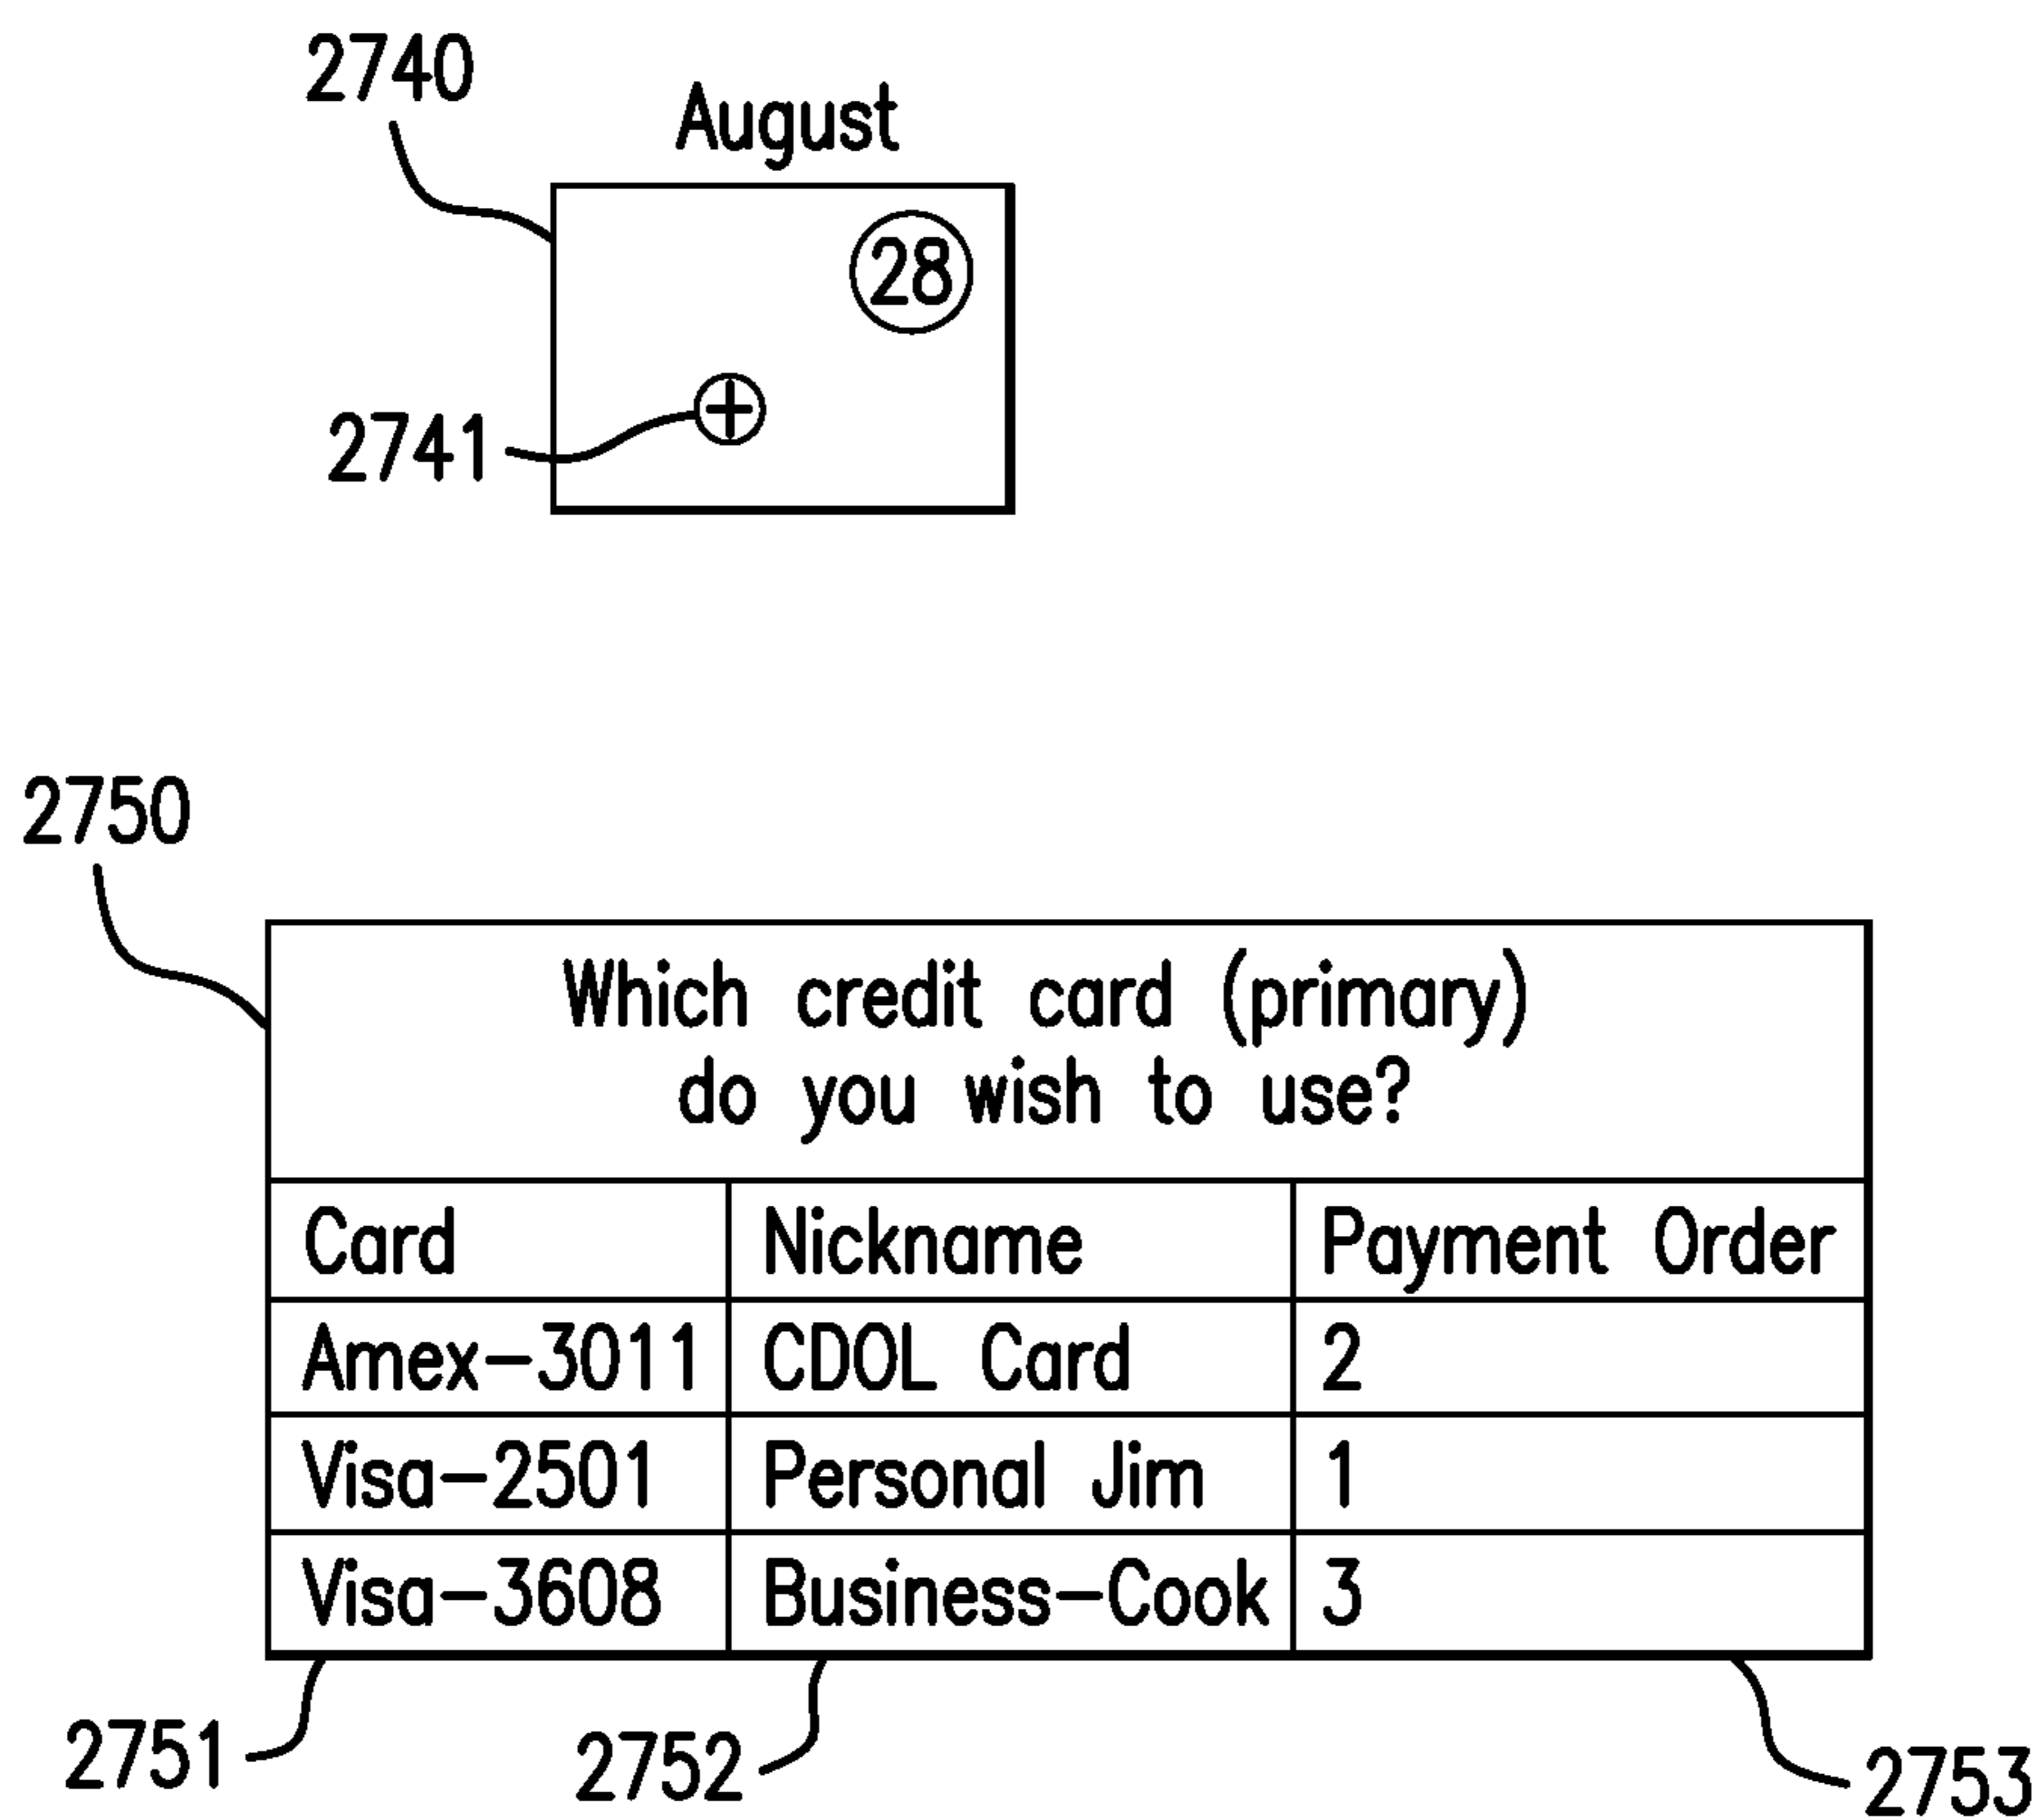 2740
August
28
2741
2750
Which credit card (primary)
do you wish to use?
Card Nickname Payment Order
Amex-3011 CDOL Card 2
Visa-2501 Personal Jim 1
Visa-3608 Business-Cook 3
2751 2752 2753